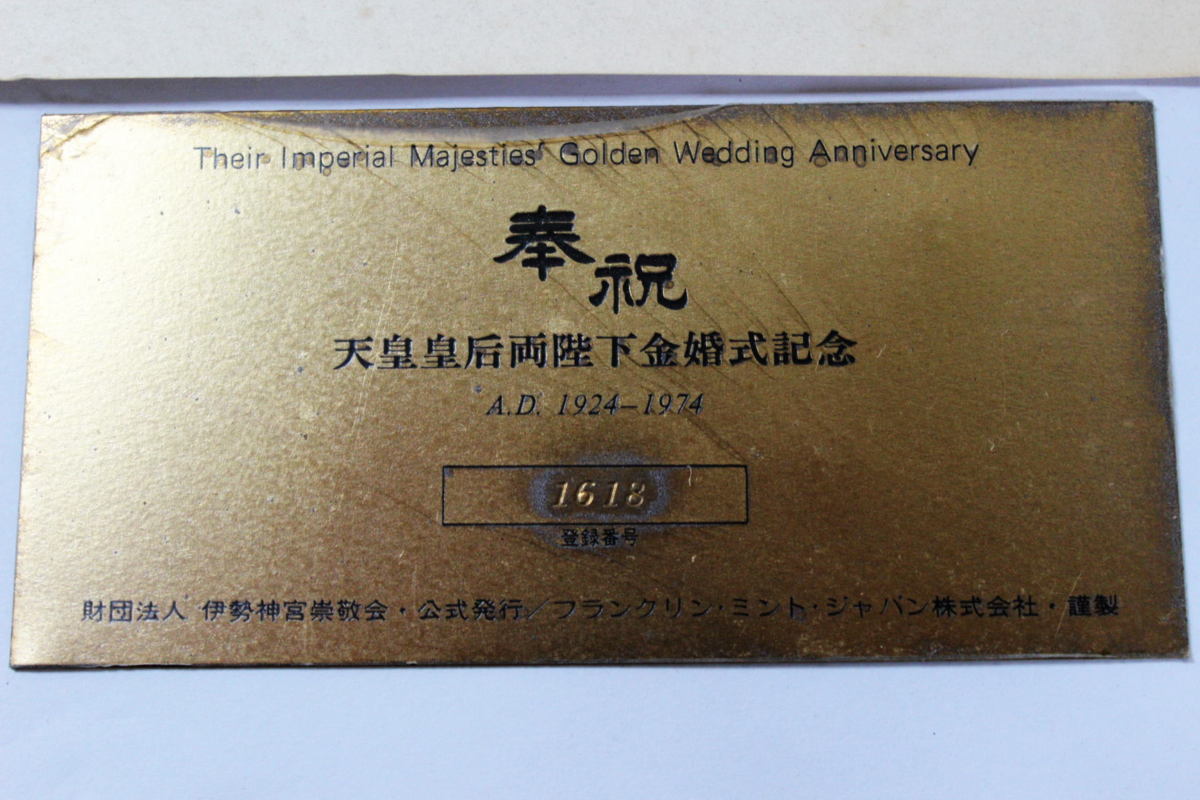 Their Imperial Majesties' Golden Wedding Anniversary
奉祝
天皇皇后両陛下金婚式記念
A.D. 1924–1974
1618
登録番号
財団法人 伊勢神宮崇敬会・公式発行/フランクリン・ミント・ジャパン株式会社・謹製